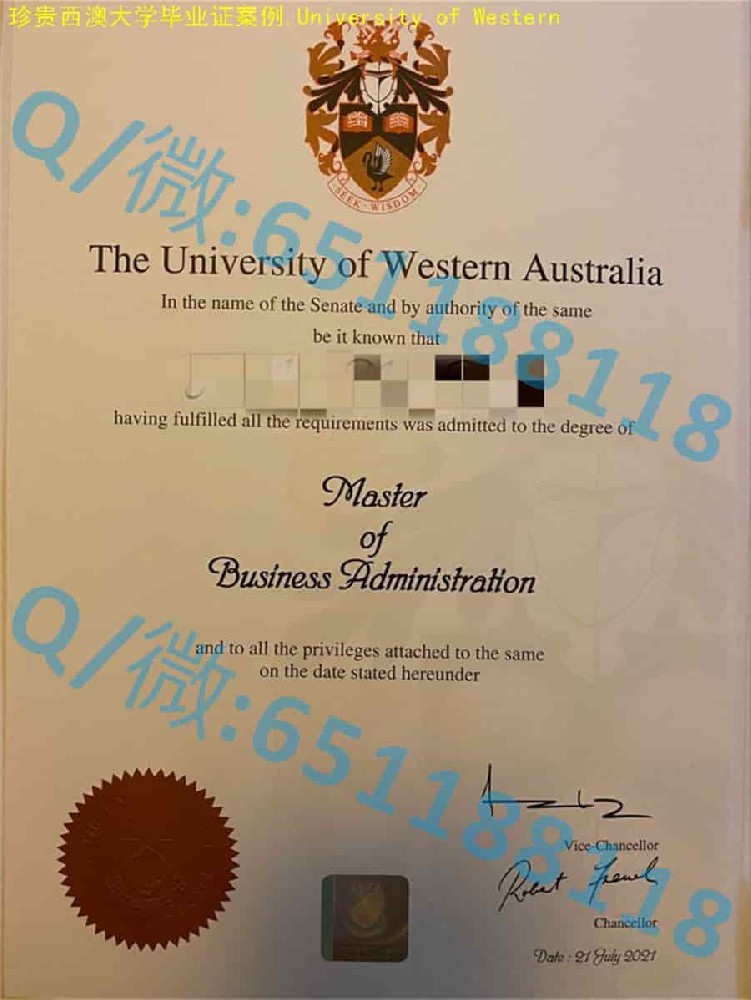 珍贵西澳大学毕业证案例,University of Western
SEEK·WISDOM
The University of Western Australia
In the name of the Senate and by authority of the same
be it known that
having fulfilled all the requirements was admitted to the degree of
Master
of
Business Administration
and to all the privileges attached to the same
on the date stated hereunder
Vice-Chancellor
Robert French
Chancellor
Date : 21 July 2021
Q/微:651188118
Q/微:651188118